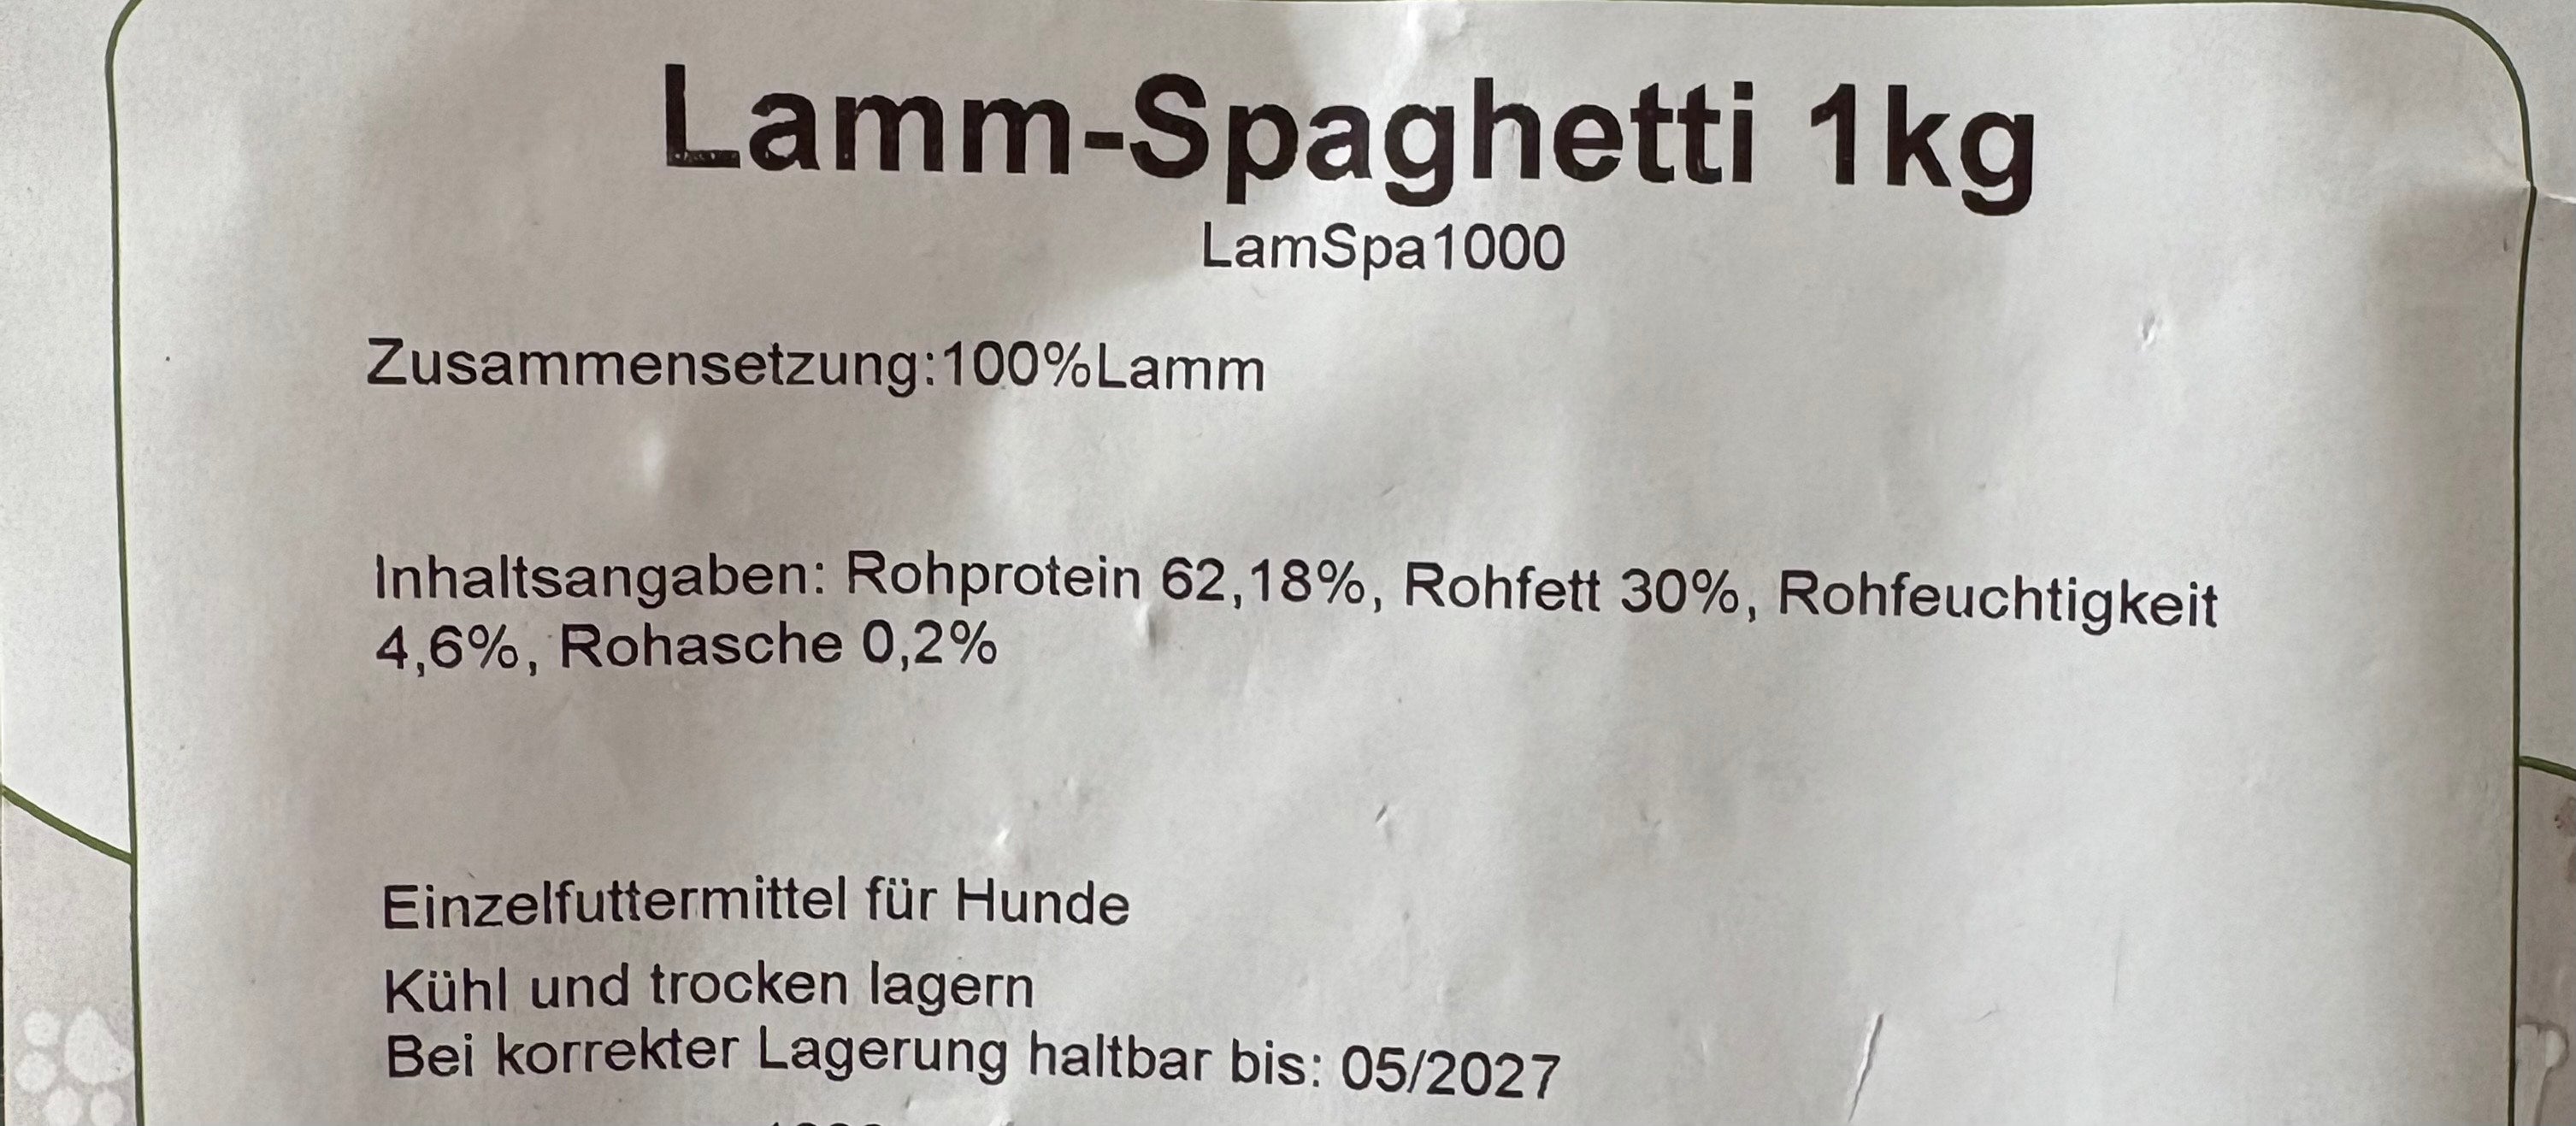 Lamm-Spaghetti 1kg
LamSpa1000
Zusammensetzung:100%Lamm
Inhaltsangaben: Rohprotein 62,18%, Rohfett 30%, Rohfeuchtigkeit
4,6%, Rohasche 0,2%
Einzelfuttermittel für Hunde
Kühl und trocken lagern
Bei korrekter Lagerung haltbar bis: 05/2027